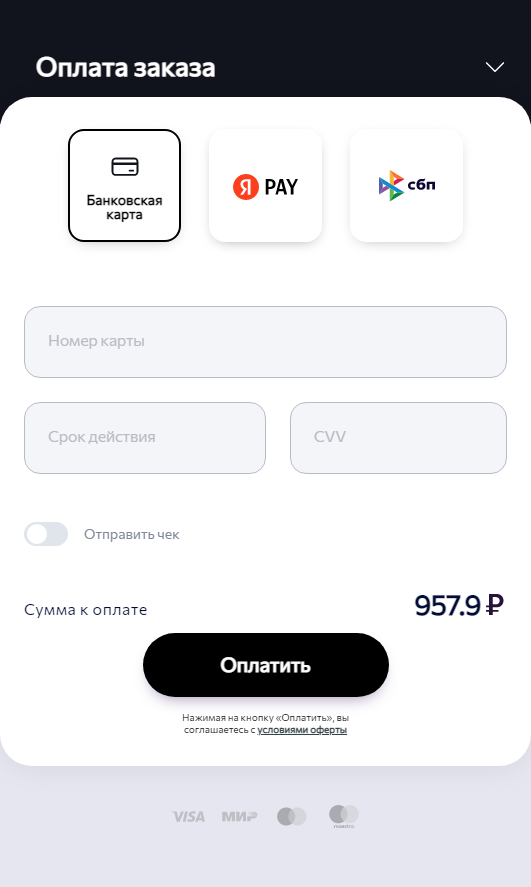 Оплата заказа
Банковская
карта
Я PAY
сбп
Номер карты
Срок действия
CVV
Отправить чек
Сумма к оплате
957.9 ₽
Оплатить
Нажимая на кнопку «Оплатить», вы
соглашаетесь с условиями оферты
VISA МИР
maestro